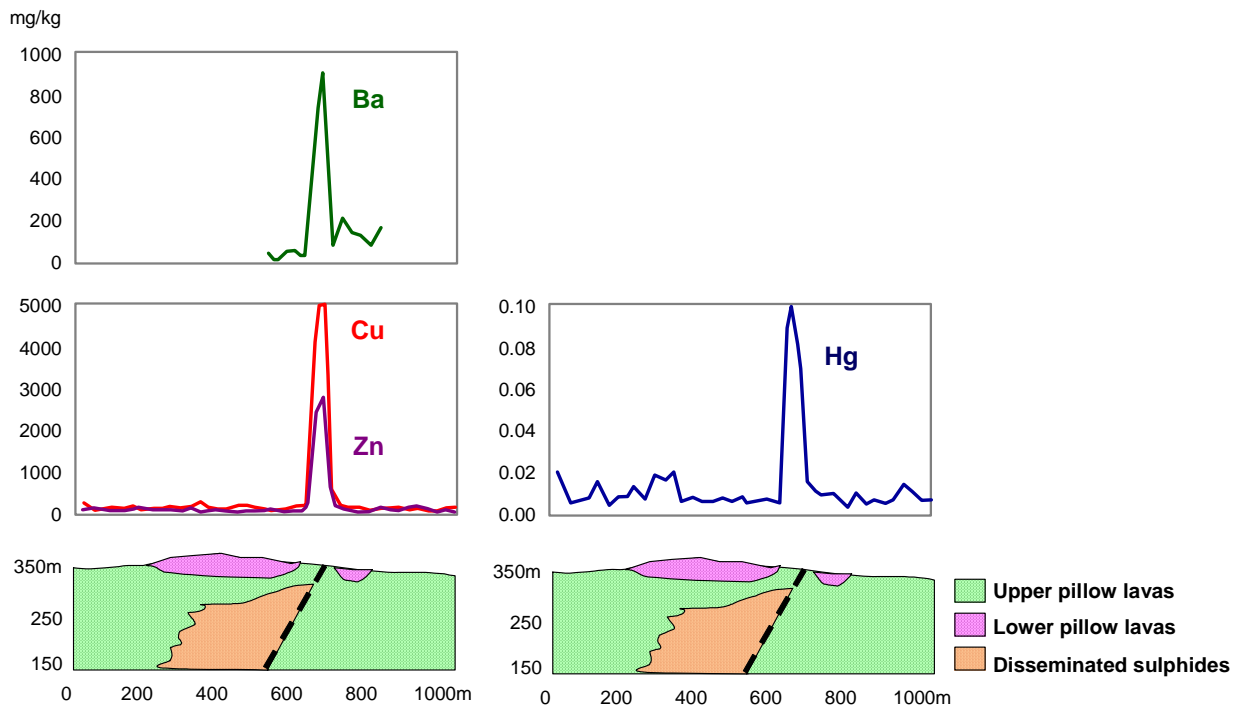 mg/kg
1000
800
600
400
200
0
Ba
5000
4000
3000
2000
1000
0
Cu
Zn
0.10
0.08
0.06
0.04
0.02
0.00
Hg
350m
250
150
0 200 400 600 800 1000m
350m
250
150
0 200 400 600 800 1000m
Upper pillow lavas
Lower pillow lavas
Disseminated sulphides